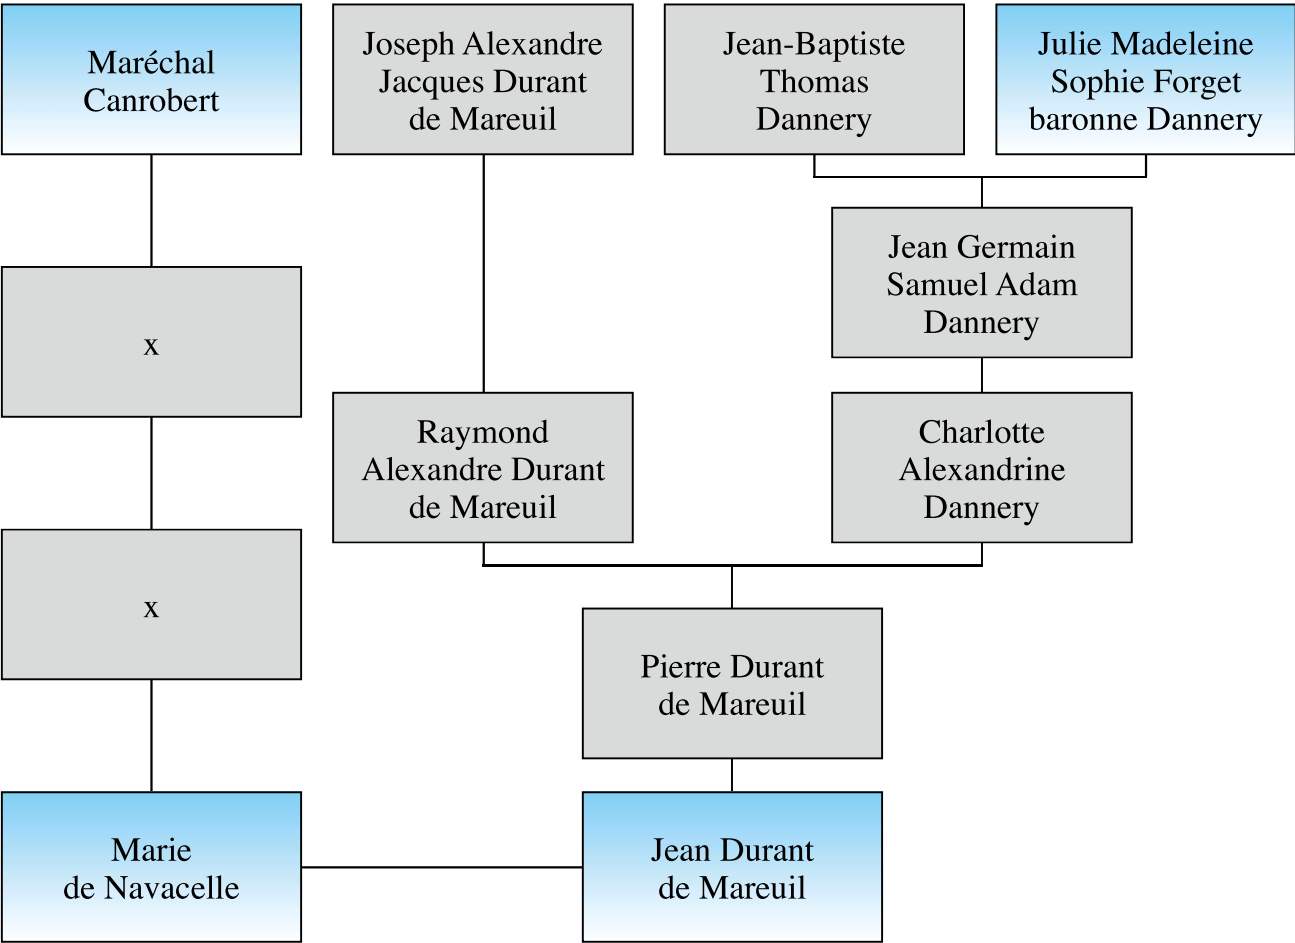 Maréchal
Canrobert
Joseph Alexandre
Jacques Durant
de Mareuil
Jean-Baptiste
Thomas
Dannery
Julie Madeleine
Sophie Forget
baronne Dannery
Jean Germain
Samuel Adam
Dannery
x
Raymond
Alexandre Durant
de Mareuil
Charlotte
Alexandrine
Dannery
x
Pierre Durant
de Mareuil
Marie
de Navacelle
Jean Durant
de Mareuil